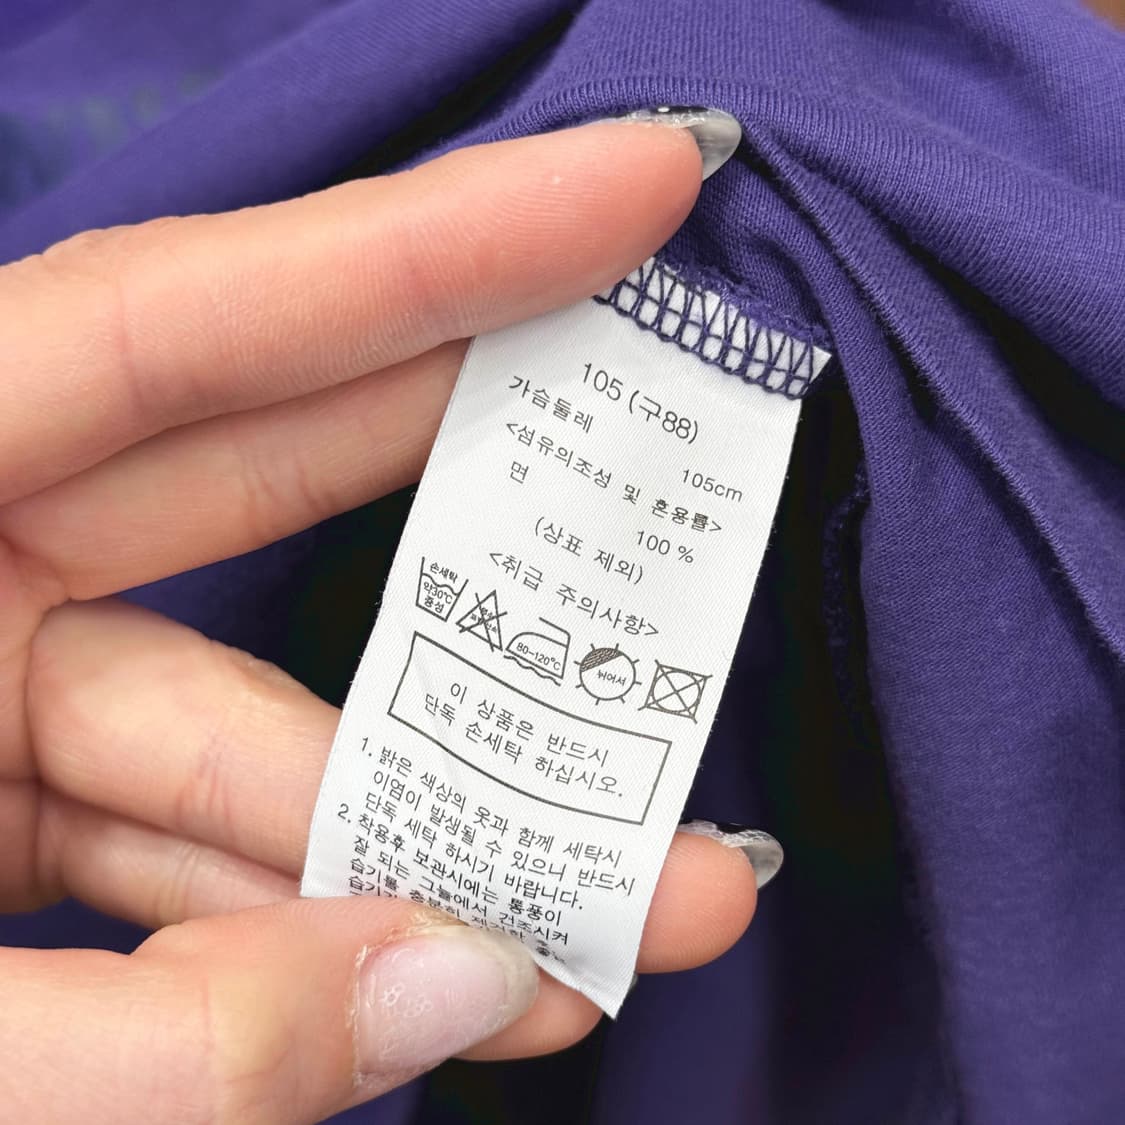 105 (구88)
가슴둘레
105cm
<섬유의조성 및 혼용률>
면
100 %
(상표 제외)
<취급 주의사항>
손세탁
약30℃
중성
80-120℃
뉘어서
이 상품은 반드시
단독 손세탁 하십시오.
1. 밝은 색상의 옷과 함께 세탁시
이염이 발생될 수 있으니 반드시
단독 세탁 하시기 바랍니다.
2. 착용후 보관시에는 통풍이
잘 되는 그늘에서 건조시켜
습기를